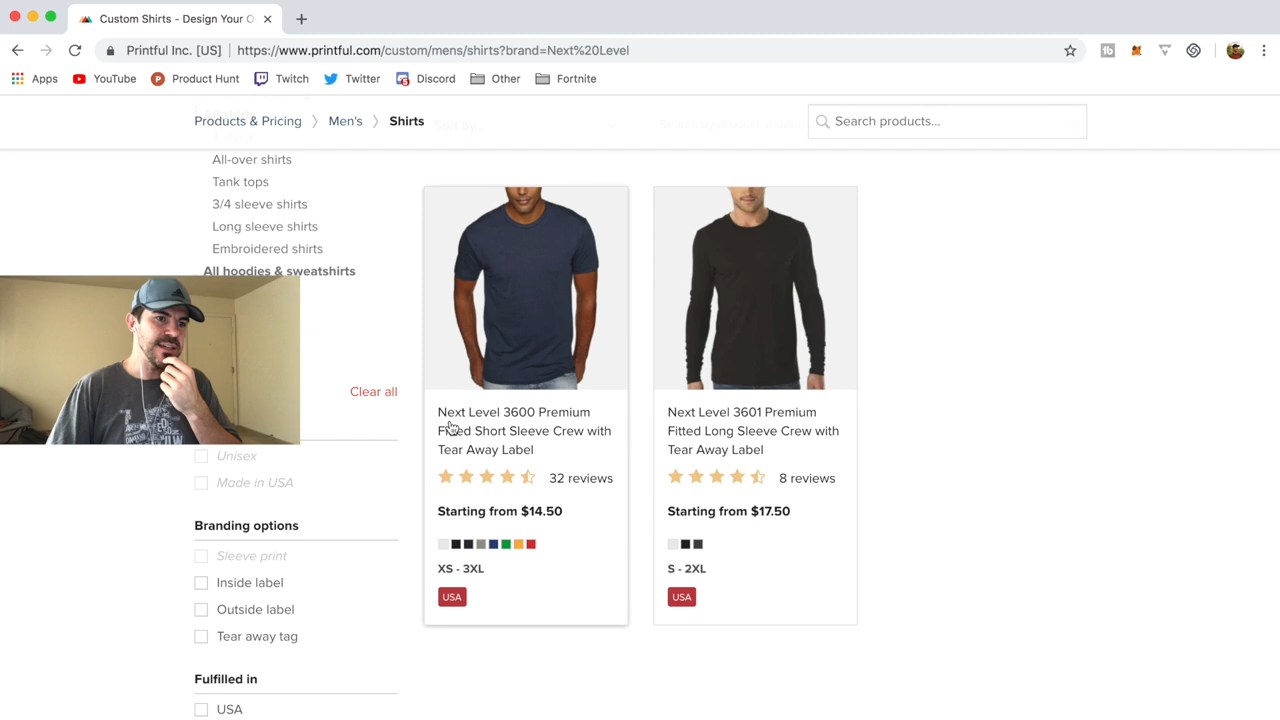 Custom Shirts - Design Your O
Printful Inc. [US] | https://www.printful.com/custom/mens/shirts?brand=Next%20Level
Apps YouTube Product Hunt Twitch Twitter Discord Other Fortnite
Products & Pricing > Men's > Shirts
Sort by...
Search by product, model
Search products...
All-over shirts
Tank tops
3/4 sleeve shirts
Long sleeve shirts
Embroidered shirts
All hoodies & sweatshirts
Clear all
Unisex
Made in USA
Branding options
Sleeve print
Inside label
Outside label
Tear away tag
Fulfilled in
USA
Next Level 3600 Premium
Fitted Short Sleeve Crew with
Tear Away Label
32 reviews
Starting from $14.50
XS - 3XL
USA
Next Level 3601 Premium
Fitted Long Sleeve Crew with
Tear Away Label
8 reviews
Starting from $17.50
S - 2XL
USA